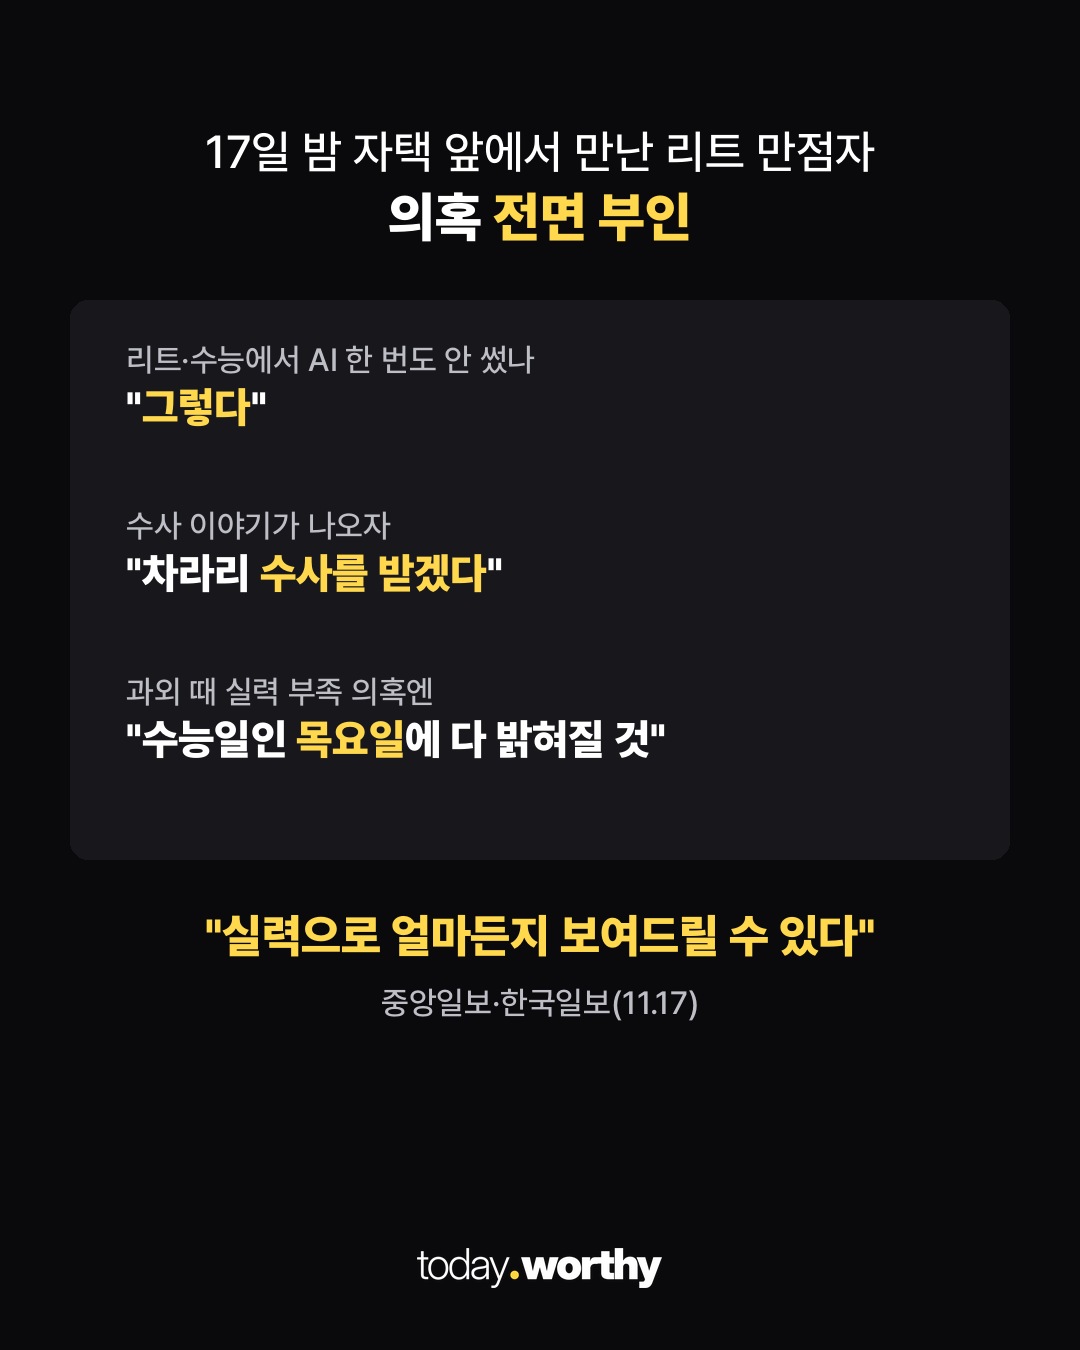 17일 밤 자택 앞에서 만난 리트 만점자
의혹 전면 부인
리트·수능에서 AI 한 번도 안 썼나
"그렇다"
수사 이야기가 나오자
"차라리 수사를 받겠다"
과외 때 실력 부족 의혹엔
"수능일인 목요일에 다 밝혀질 것"
"실력으로 얼마든지 보여드릴 수 있다"
중앙일보·한국일보(11.17)
today.worthy